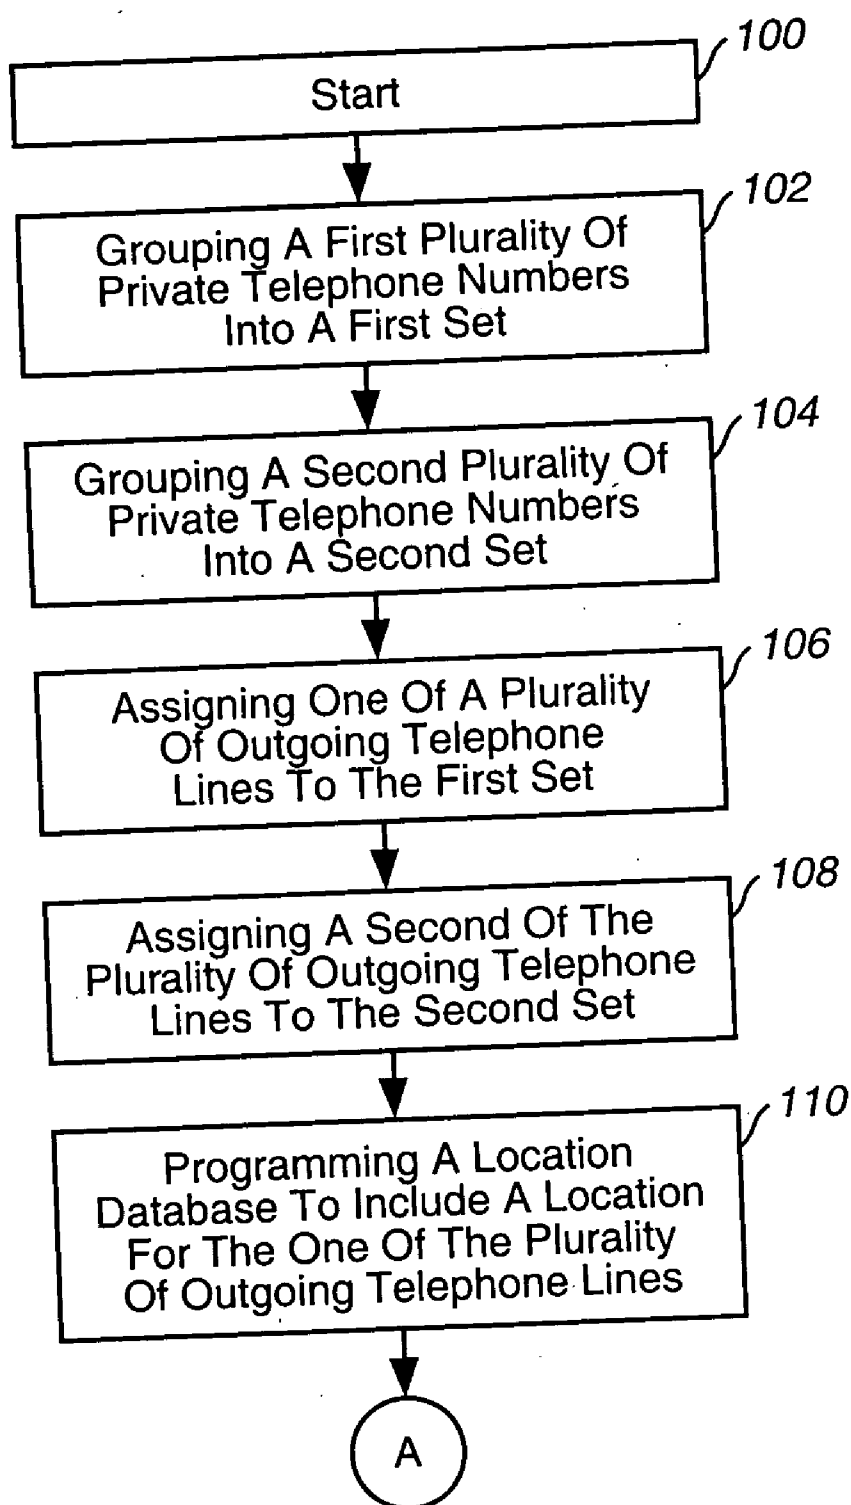 100
Start
102
Grouping A First Plurality Of
Private Telephone Numbers
Into A First Set
104
Grouping A Second Plurality Of
Private Telephone Numbers
Into A Second Set
106
Assigning One Of A Plurality
Of Outgoing Telephone
Lines To The First Set
108
Assigning A Second Of The
Plurality Of Outgoing Telephone
Lines To The Second Set
110
Programming A Location
Database To Include A Location
For The One Of The Plurality
Of Outgoing Telephone Lines
A